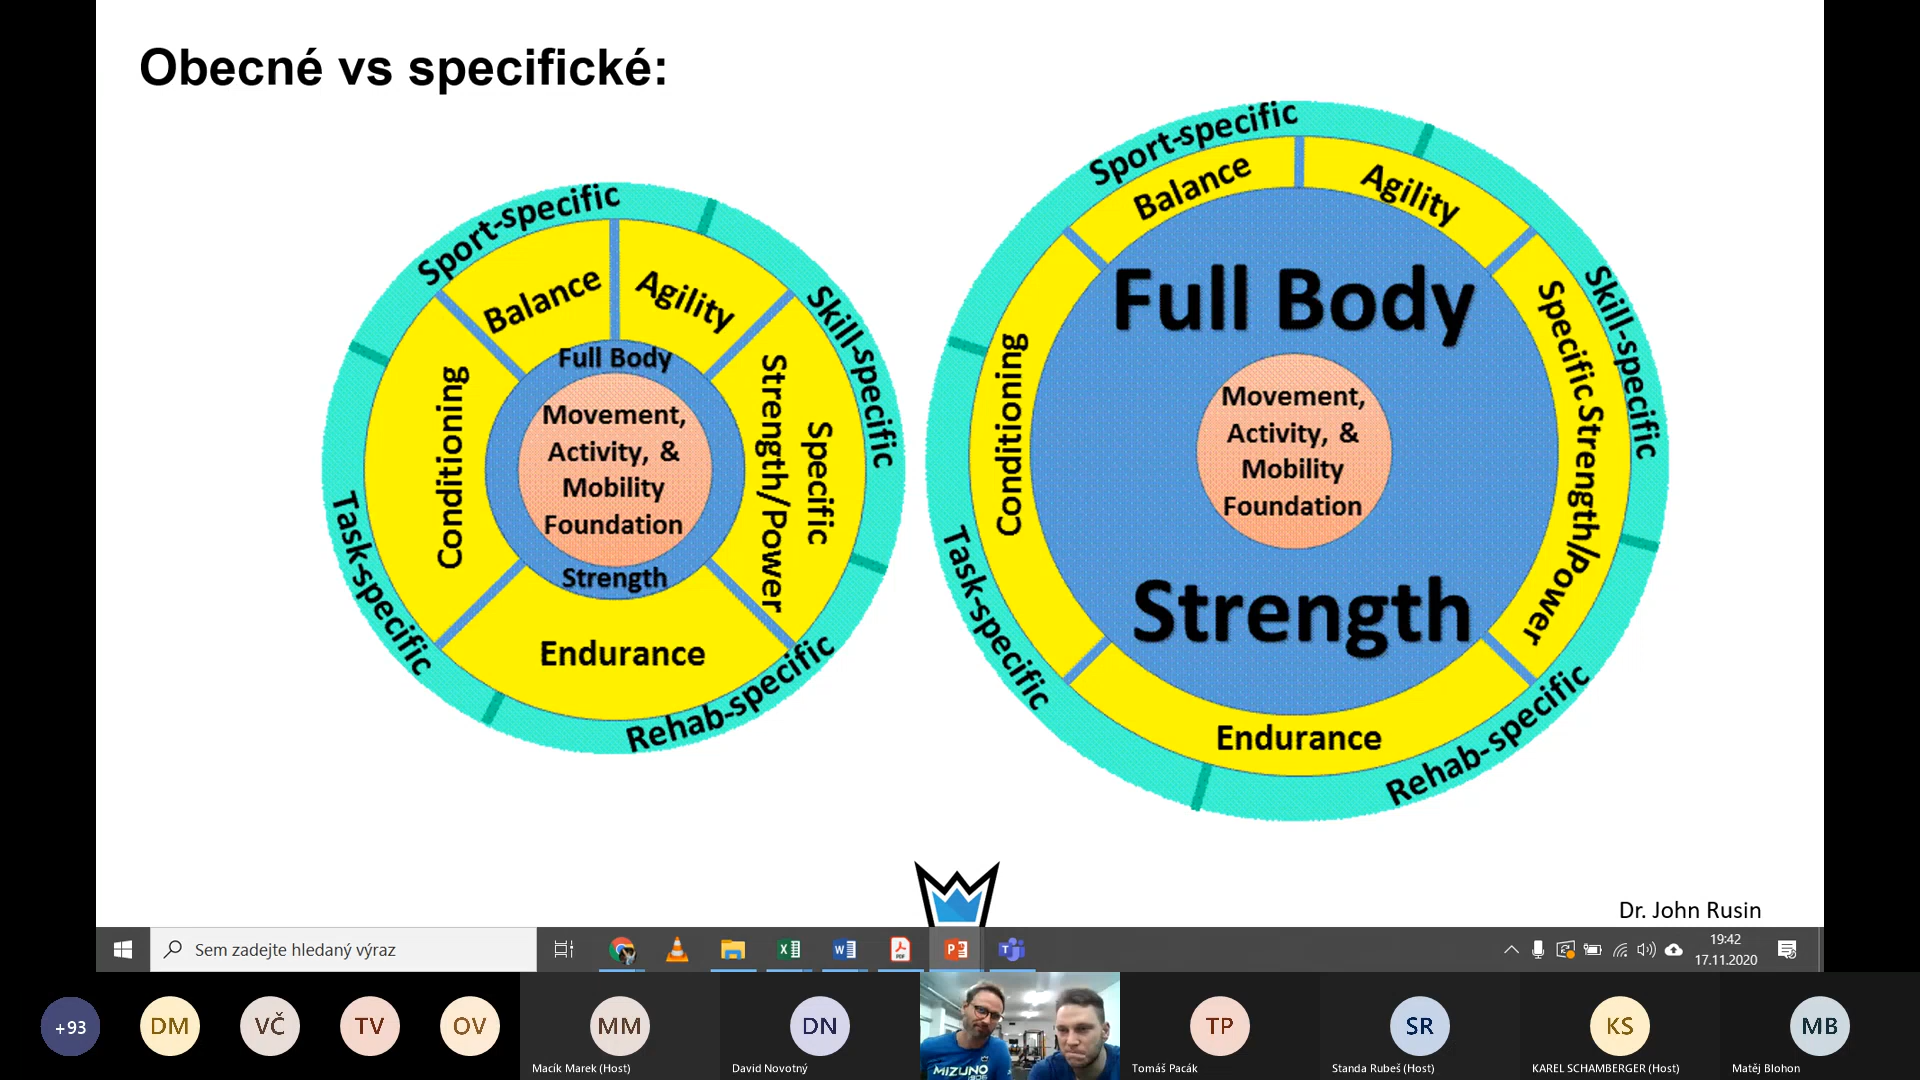 Obecné vs specifické:
Sport-specific
Balance
Agility
Skill-specific
Full Body
Conditioning
Movement,
Activity, &
Mobility
Foundation
Specific
Strength/Power
Strength
Task-specific
Endurance
Rehab-specific
Sport-specific
Balance
Agility
Skill-specific
Full Body
Conditioning
Movement,
Activity, &
Mobility
Foundation
Specific Strength/Power
Strength
Task-specific
Endurance
Rehab-specific
Dr. John Rusin
Sem zadejte hledaný výraz
19:42
17.11.2020
+93
DM
VČ
TV
OV
MM
Macík Marek (Host)
DN
David Novotný
MIZUNO
TP
Tomáš Pacák
SR
Standa Rubeš (Host)
KS
KAREL SCHAMBERGER (Host)
MB
Matěj Blohon